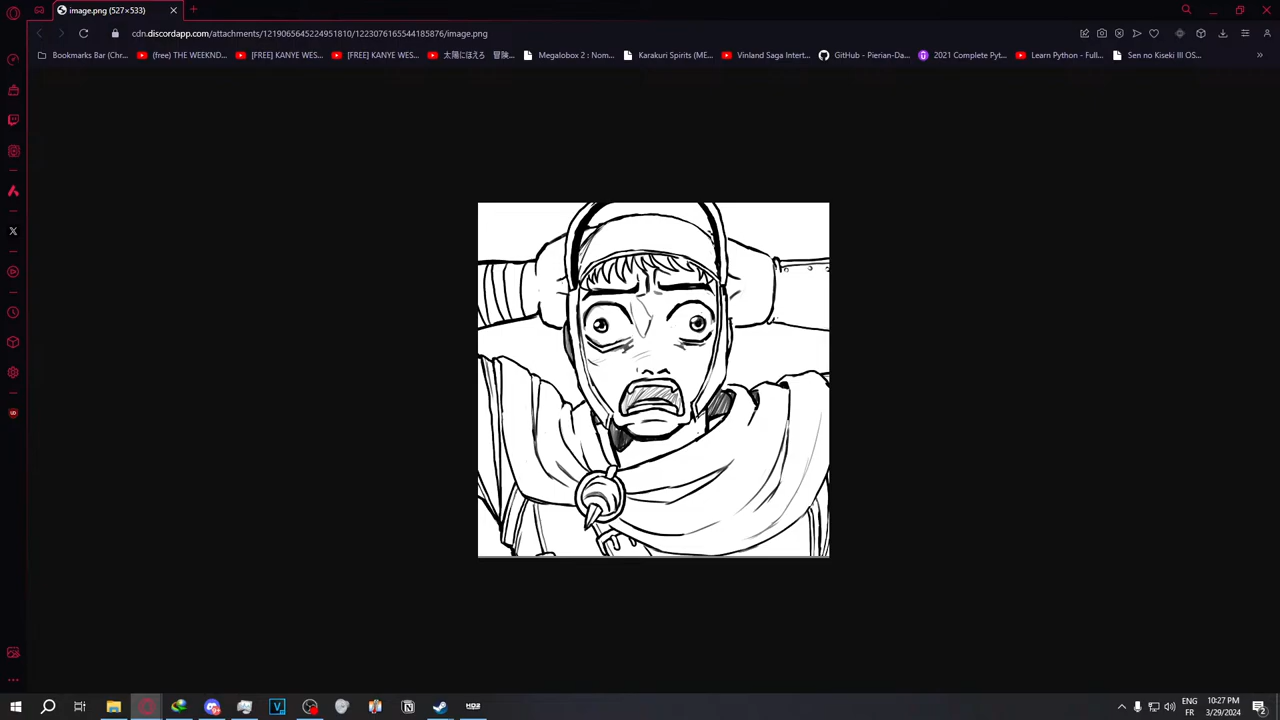 image.png (527×533)
cdn.discordapp.com/attachments/1219065645224951810/1223076165544185876/image.png
Bookmarks Bar (Chr...
(free) THE WEEKND...
[FREE] KANYE WES...
[FREE] KANYE WES...
太陽にほえろ 冒険...
Megalobox 2 : Nom...
Karakuri Spirits (ME...
Vinland Saga Intert...
GitHub - Pierian-Da...
2021 Complete Pyt...
Learn Python - Full...
Sen no Kiseki III OS...
ENG
FR
10:27 PM
3/29/2024